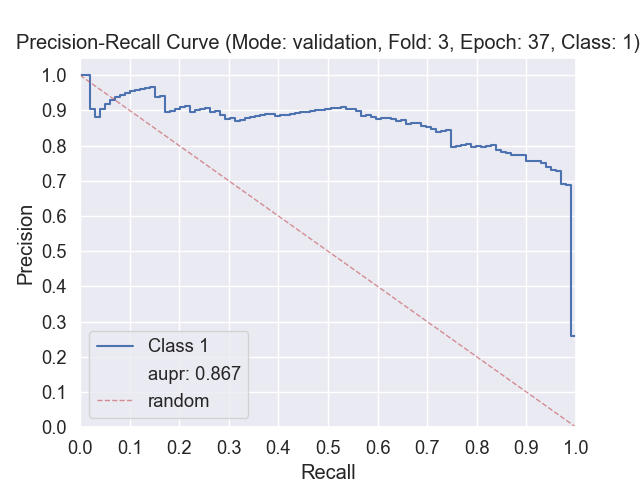 Precision-Recall Curve (Mode: validation, Fold: 3, Epoch: 37, Class: 1)
1.0
0.9
0.8
0.7
0.6
0.5
0.4
0.3
0.2
0.1
0.0
Precision
Class 1
aupr: 0.867
random
0.0 0.1 0.2 0.3 0.4 0.5 0.6 0.7 0.8 0.9 1.0
Recall